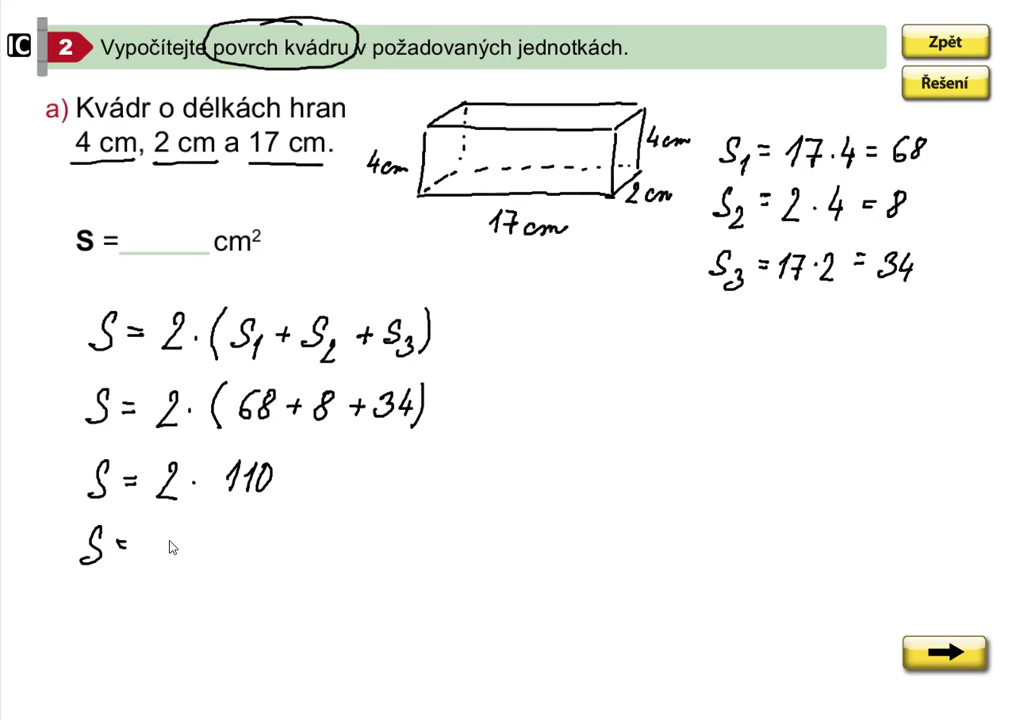 IC 2 Vypočítejte povrch kvádru v požadovaných jednotkách.
Zpět
Řešení
a) Kvádr o délkách hran
4 cm, 2 cm a 17 cm.
4cm
4cm
2cm
17cm
S₁ = 17 · 4 = 68
S₂ = 2 · 4 = 8
S₃ = 17 · 2 = 34
S = ______ cm²
S = 2 · (S₁ + S₂ + S₃)
S = 2 · (68 + 8 + 34)
S = 2 · 110
S =